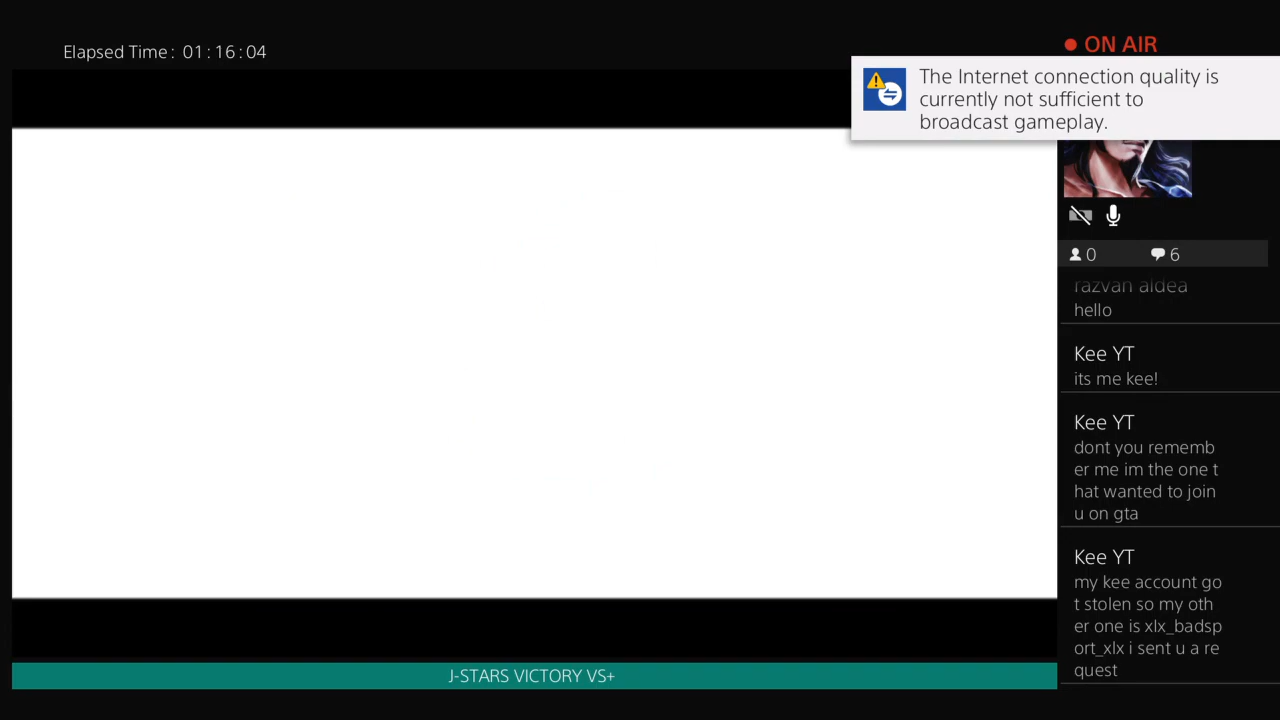 Elapsed Time: 01:16:04
ON AIR
The Internet connection quality is
currently not sufficient to
broadcast gameplay.
0 6
razvan aldea
hello
Kee YT
its me kee!
Kee YT
dont you rememb
er me im the one t
hat wanted to join
u on gta
Kee YT
my kee account go
t stolen so my oth
er one is xlx_badsp
ort_xlx i sent u a re
quest
J-STARS VICTORY VS+